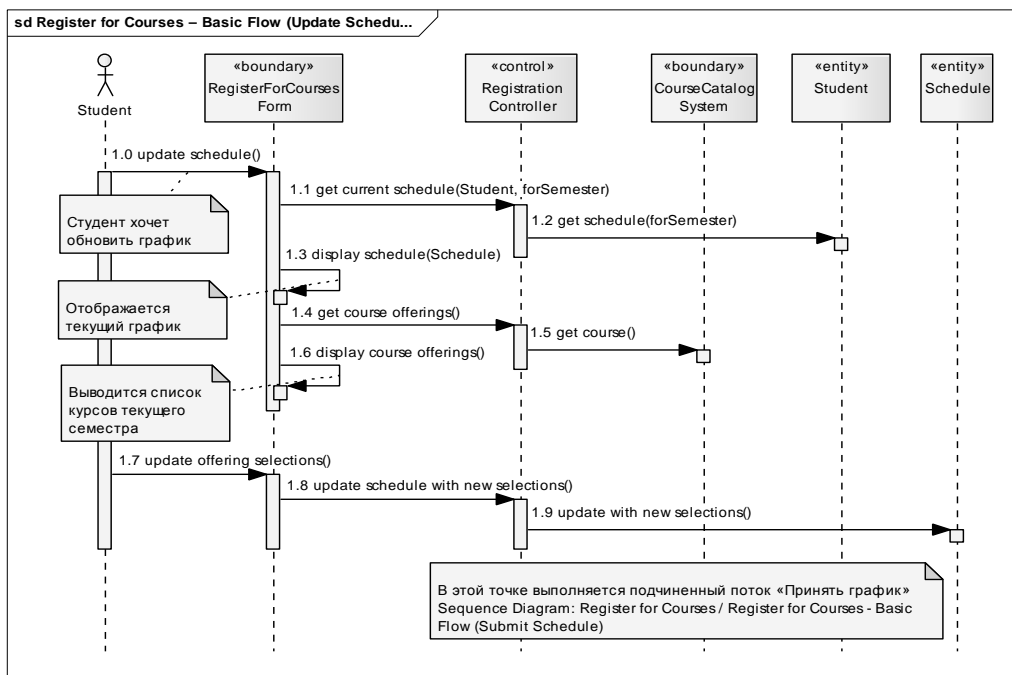 sd Register for Courses – Basic Flow (Update Schedu...
Student
«boundary»
RegisterForCourses
Form
«control»
Registration
Controller
«boundary»
CourseCatalog
System
«entity»
Student
«entity»
Schedule
1.0 update schedule()
1.1 get current schedule(Student, forSemester)
Студент хочет
обновить график
1.2 get schedule(forSemester)
1.3 display schedule(Schedule)
Отображается
текущий график
1.4 get course offerings()
1.5 get course()
1.6 display course offerings()
Выводится список
курсов текущего
семестра
1.7 update offering selections()
1.8 update schedule with new selections()
1.9 update with new selections()
В этой точке выполняется подчиненный поток «Принять график»
Sequence Diagram: Register for Courses / Register for Courses - Basic
Flow (Submit Schedule)